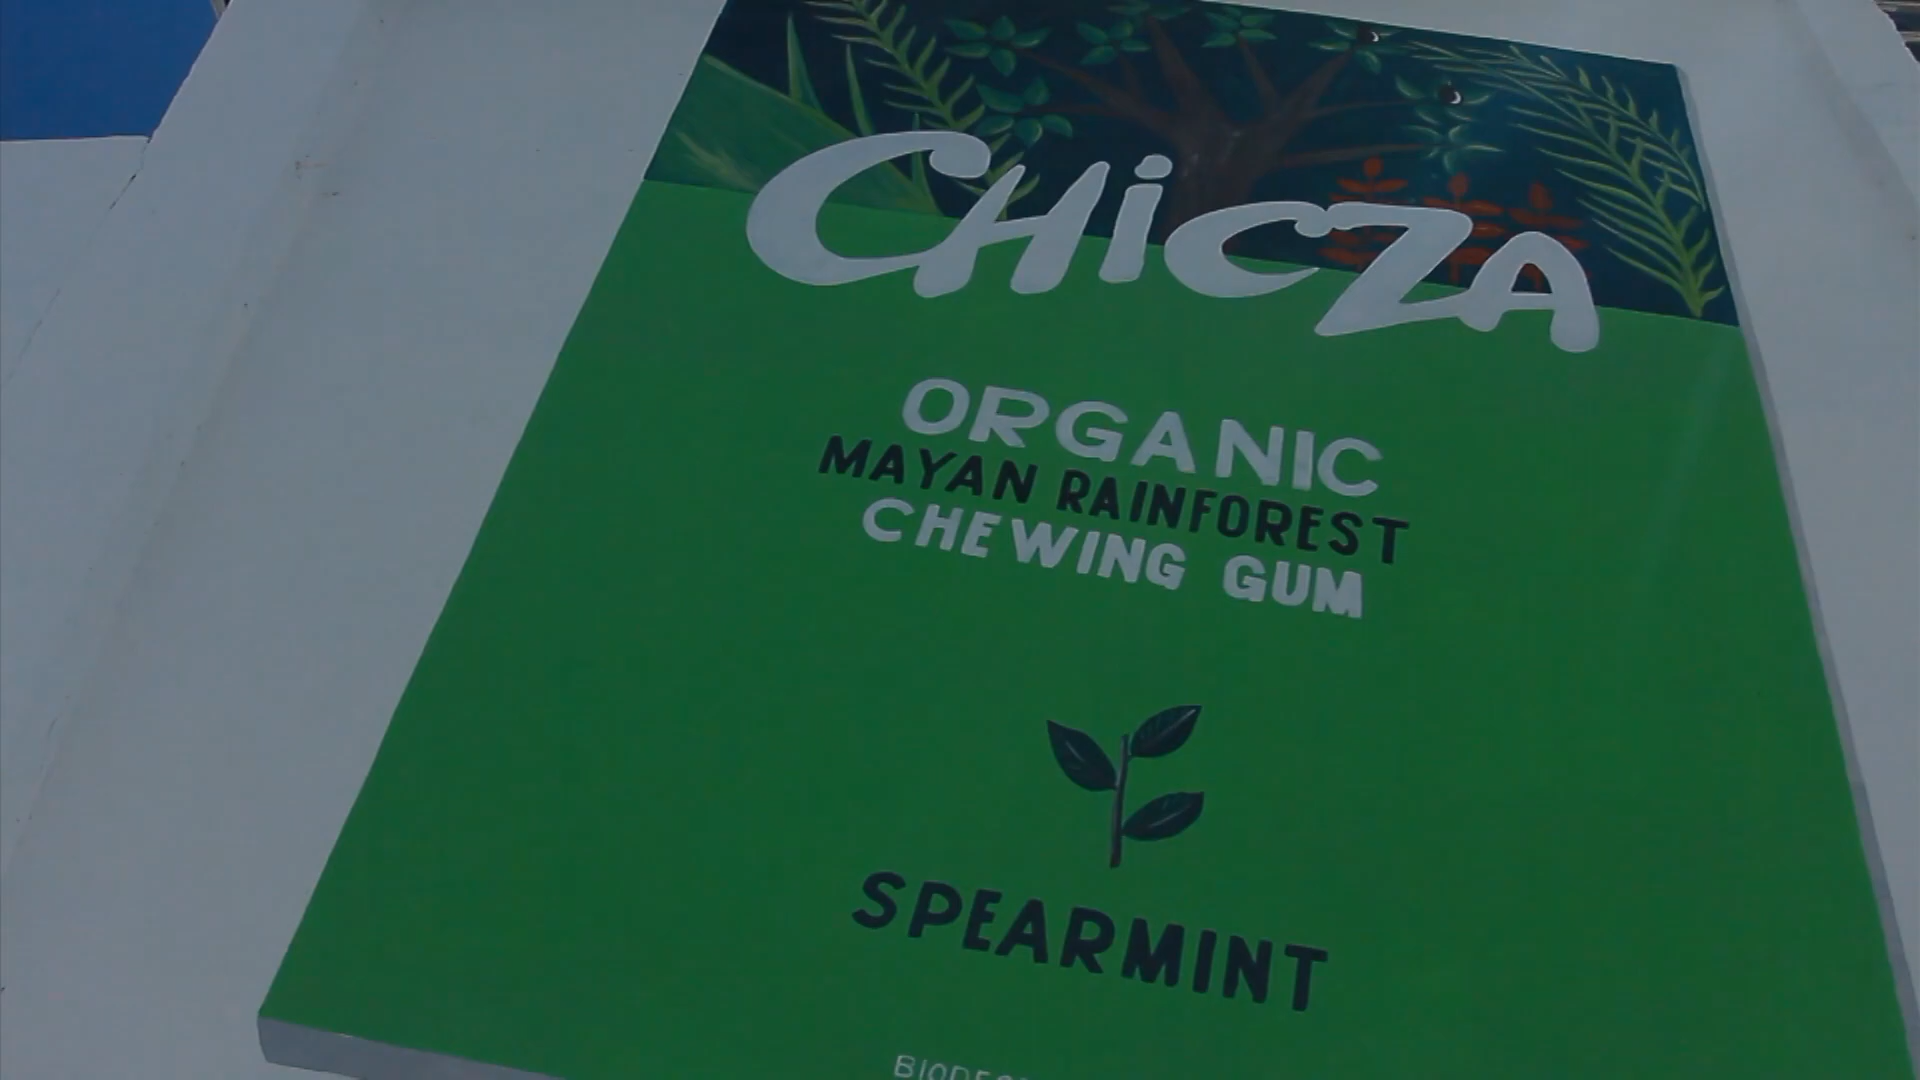 CHiCZA
ORGANIC
MAYAN RAINFOREST
CHEWING GUM
SPEARMINT